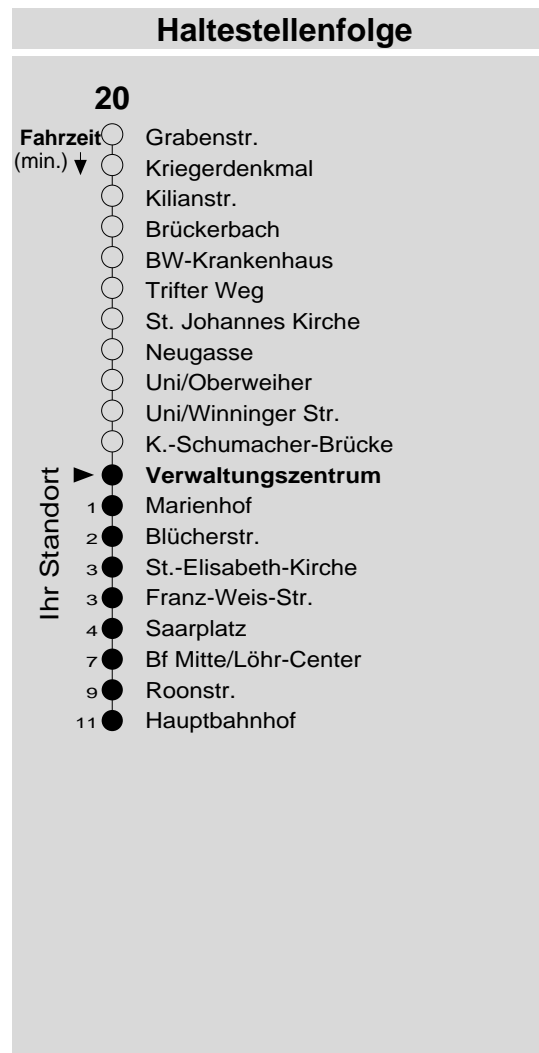 Haltestellenfolge
20
Fahrzeit Grabenstr.
(min.) Kriegerdenkmal
Kilianstr.
Brückerbach
BW-Krankenhaus
Trifter Weg
St. Johannes Kirche
Neugasse
Uni/Oberweiher
Uni/Winninger Str.
K.-Schumacher-Brücke
Ihr Standort
Verwaltungszentrum
1 Marienhof
2 Blücherstr.
3 St.-Elisabeth-Kirche
3 Franz-Weis-Str.
4 Saarplatz
7 Bf Mitte/Löhr-Center
9 Roonstr.
11 Hauptbahnhof